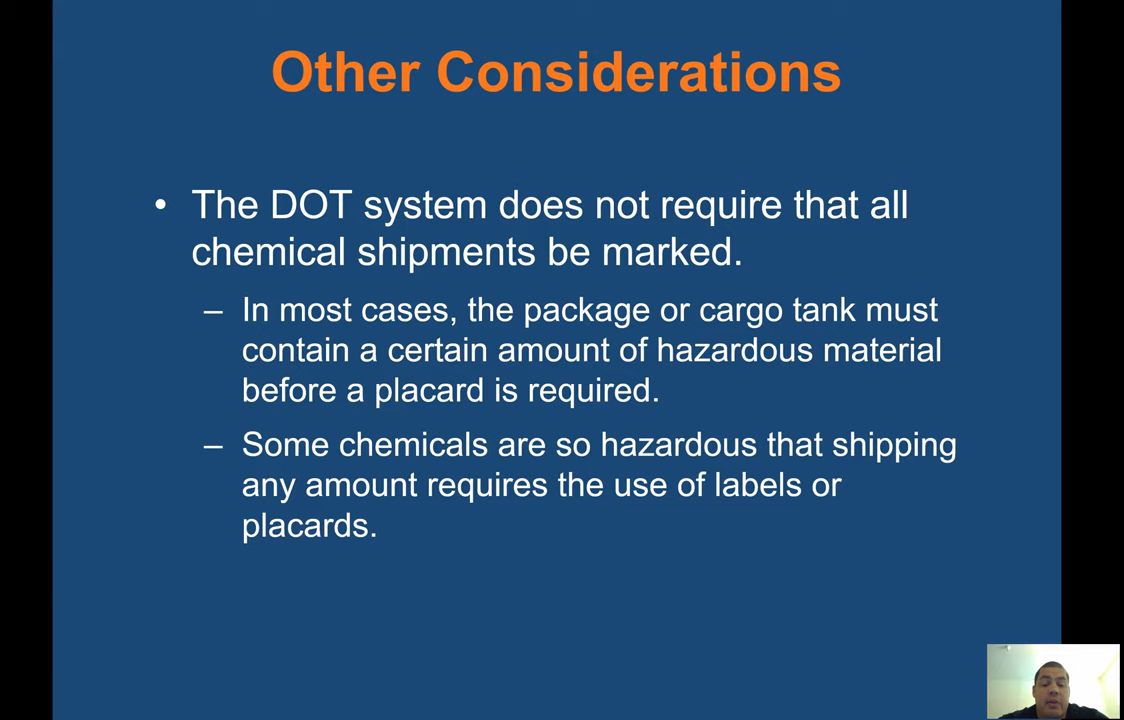 Other Considerations
• The DOT system does not require that all
chemical shipments be marked.
– In most cases, the package or cargo tank must
contain a certain amount of hazardous material
before a placard is required.
– Some chemicals are so hazardous that shipping
any amount requires the use of labels or
placards.